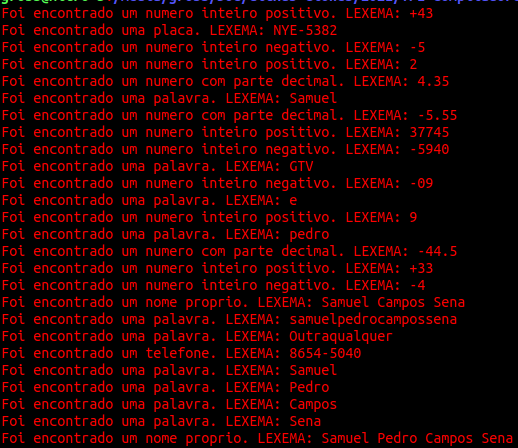 Foi encontrado um numero inteiro positivo. LEXEMA: +43
Foi encontrado uma placa. LEXEMA: NYE-5382
Foi encontrado um numero inteiro negativo. LEXEMA: -5
Foi encontrado um numero inteiro positivo. LEXEMA: 2
Foi encontrado um numero com parte decimal. LEXEMA: 4.35
Foi encontrado uma palavra. LEXEMA: Samuel
Foi encontrado um numero com parte decimal. LEXEMA: -5.55
Foi encontrado um numero inteiro positivo. LEXEMA: 37745
Foi encontrado um numero inteiro negativo. LEXEMA: -5940
Foi encontrado uma palavra. LEXEMA: GTV
Foi encontrado um numero inteiro negativo. LEXEMA: -09
Foi encontrado uma palavra. LEXEMA: e
Foi encontrado um numero inteiro positivo. LEXEMA: 9
Foi encontrado uma palavra. LEXEMA: pedro
Foi encontrado um numero com parte decimal. LEXEMA: -44.5
Foi encontrado um numero inteiro positivo. LEXEMA: +33
Foi encontrado um numero inteiro negativo. LEXEMA: -4
Foi encontrado um nome proprio. LEXEMA: Samuel Campos Sena
Foi encontrado uma palavra. LEXEMA: samuelpedrocampossena
Foi encontrado uma palavra. LEXEMA: Outraqualquer
Foi encontrado um telefone. LEXEMA: 8654-5040
Foi encontrado uma palavra. LEXEMA: Samuel
Foi encontrado uma palavra. LEXEMA: Pedro
Foi encontrado uma palavra. LEXEMA: Campos
Foi encontrado uma palavra. LEXEMA: Sena
Foi encontrado um nome proprio. LEXEMA: Samuel Pedro Campos Sena